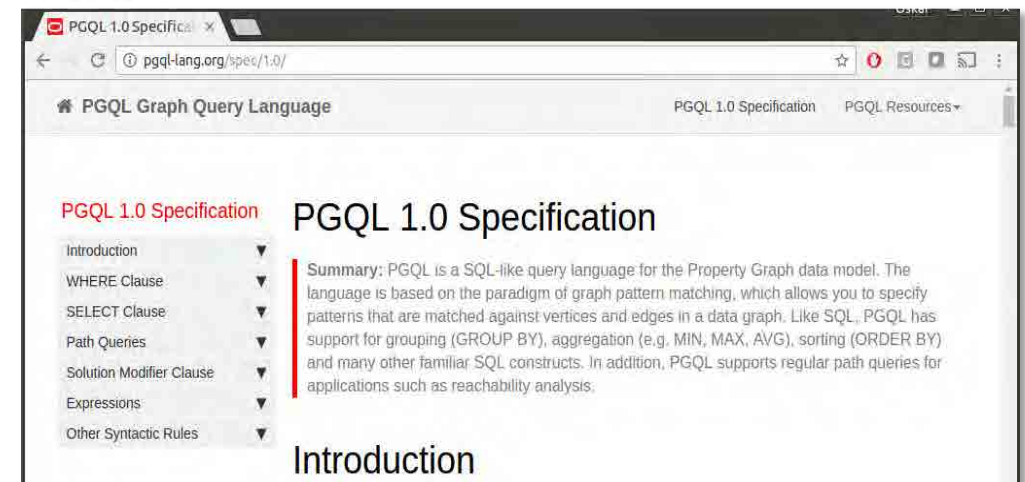 Oskar
PGQL 1.0 Specifica
pgql-lang.org/spec/1.0/
PGQL Graph Query Language
PGQL 1.0 Specification
PGQL Resources
PGQL 1.0 Specification
Introduction
WHERE Clause
SELECT Clause
Path Queries
Solution Modifier Clause
Expressions
Other Syntactic Rules
PGQL 1.0 Specification
Summary: PGQL is a SQL-like query language for the Property Graph data model. The
language is based on the paradigm of graph pattern matching, which allows you to specify
patterns that are matched against vertices and edges in a data graph. Like SQL, PGQL has
support for grouping (GROUP BY), aggregation (e.g. MIN, MAX, AVG), sorting (ORDER BY)
and many other familiar SQL constructs. In addition, PGQL supports regular path queries for
applications such as reachability analysis.
Introduction